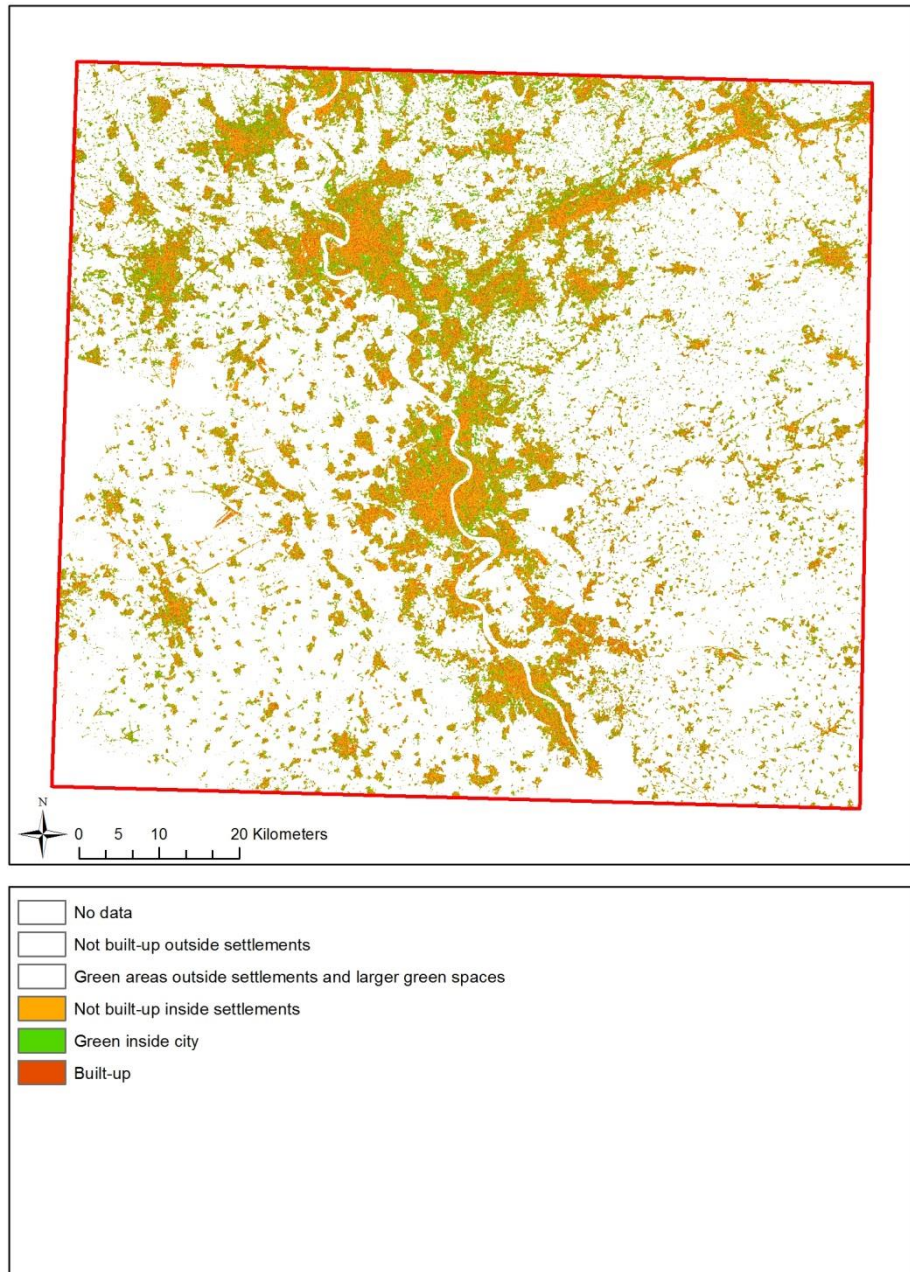 N
0 5 10 20 Kilometers
No data
Not built-up outside settlements
Green areas outside settlements and larger green spaces
Not built-up inside settlements
Green inside city
Built-up